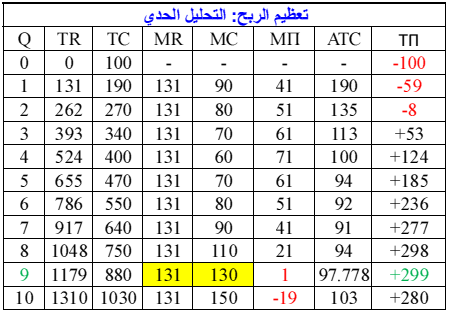 تعظيم الربح: التحليل الحدي
Q TR TC MR MC МП ATC ТП
0 0 100 - - - - -100
1 131 190 131 90 41 190 -59
2 262 270 131 80 51 135 -8
3 393 340 131 70 61 113 +53
4 524 400 131 60 71 100 +124
5 655 470 131 70 61 94 +185
6 786 550 131 80 51 92 +236
7 917 640 131 90 41 91 +277
8 1048 750 131 110 21 94 +298
9 1179 880 131 130 1 97.778 +299
10 1310 1030 131 150 -19 103 +280